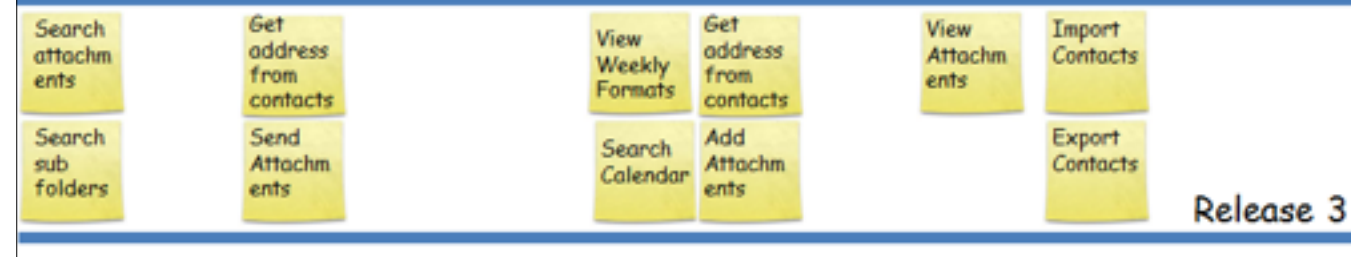 Search
attachm
ents
Get
address
from
contacts
View
Weekly
Formats
Get
address
from
contacts
View
Attachm
ents
Import
Contacts
Search
sub
folders
Send
Attachm
ents
Search
Calendar
Add
Attachm
ents
Export
Contacts
Release 3